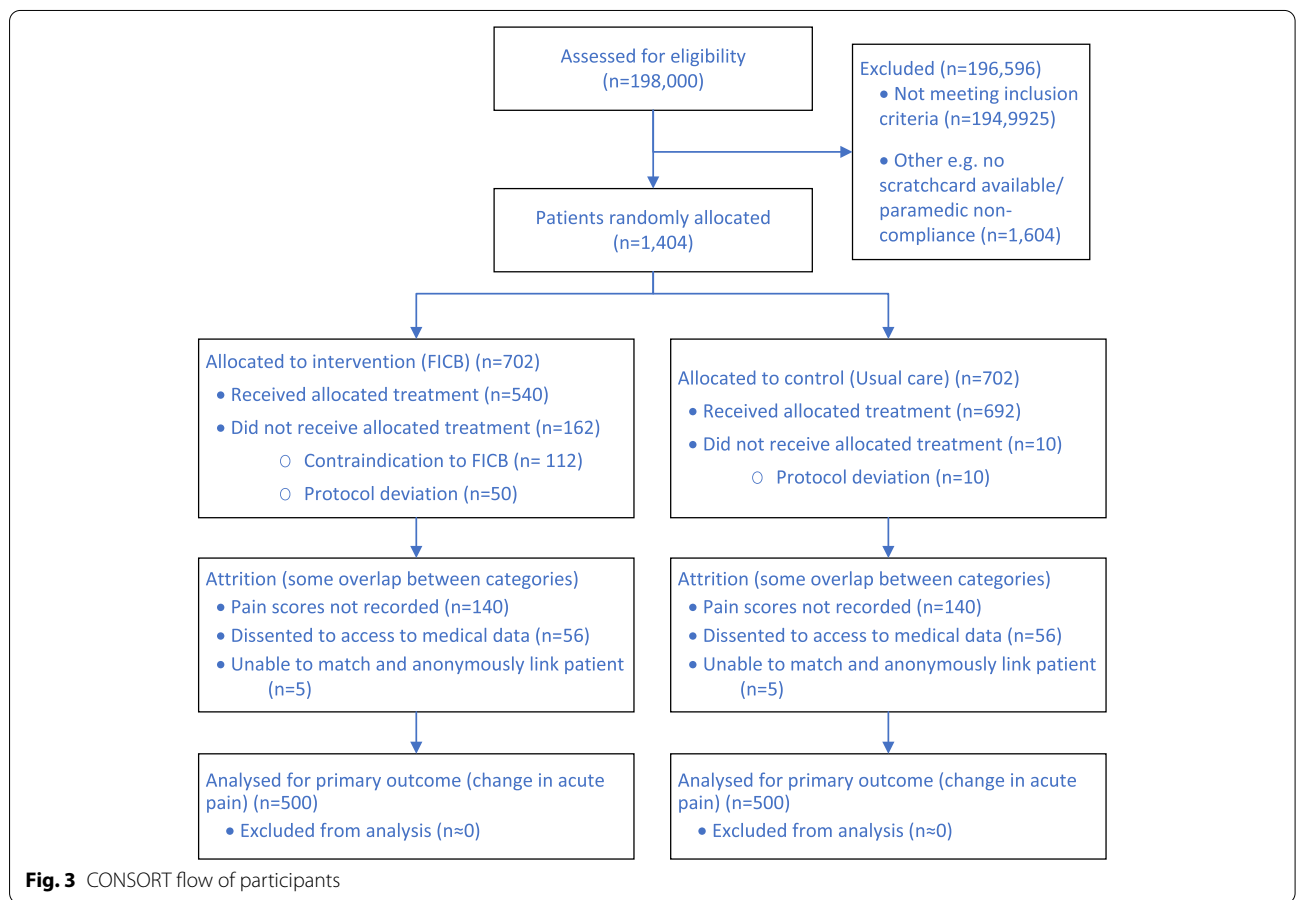 Assessed for eligibility
(n=198,000)
Excluded (n=196,596)
• Not meeting inclusion
criteria (n=194,9925)
• Other e.g. no
scratchcard available/
paramedic non-
compliance (n=1,604)
Patients randomly allocated
(n=1,404)
Allocated to intervention (FICB) (n=702)
• Received allocated treatment (n=540)
• Did not receive allocated treatment (n=162)
○ Contraindication to FICB (n= 112)
○ Protocol deviation (n=50)
Allocated to control (Usual care) (n=702)
• Received allocated treatment (n=692)
• Did not receive allocated treatment (n=10)
○ Protocol deviation (n=10)
Attrition (some overlap between categories)
• Pain scores not recorded (n=140)
• Dissented to access to medical data (n=56)
• Unable to match and anonymously link patient
(n=5)
Attrition (some overlap between categories)
• Pain scores not recorded (n=140)
• Dissented to access to medical data (n=56)
• Unable to match and anonymously link patient
(n=5)
Analysed for primary outcome (change in acute
pain) (n=500)
• Excluded from analysis (n≈0)
Analysed for primary outcome (change in acute
pain) (n=500)
• Excluded from analysis (n≈0)
Fig. 3 CONSORT flow of participants